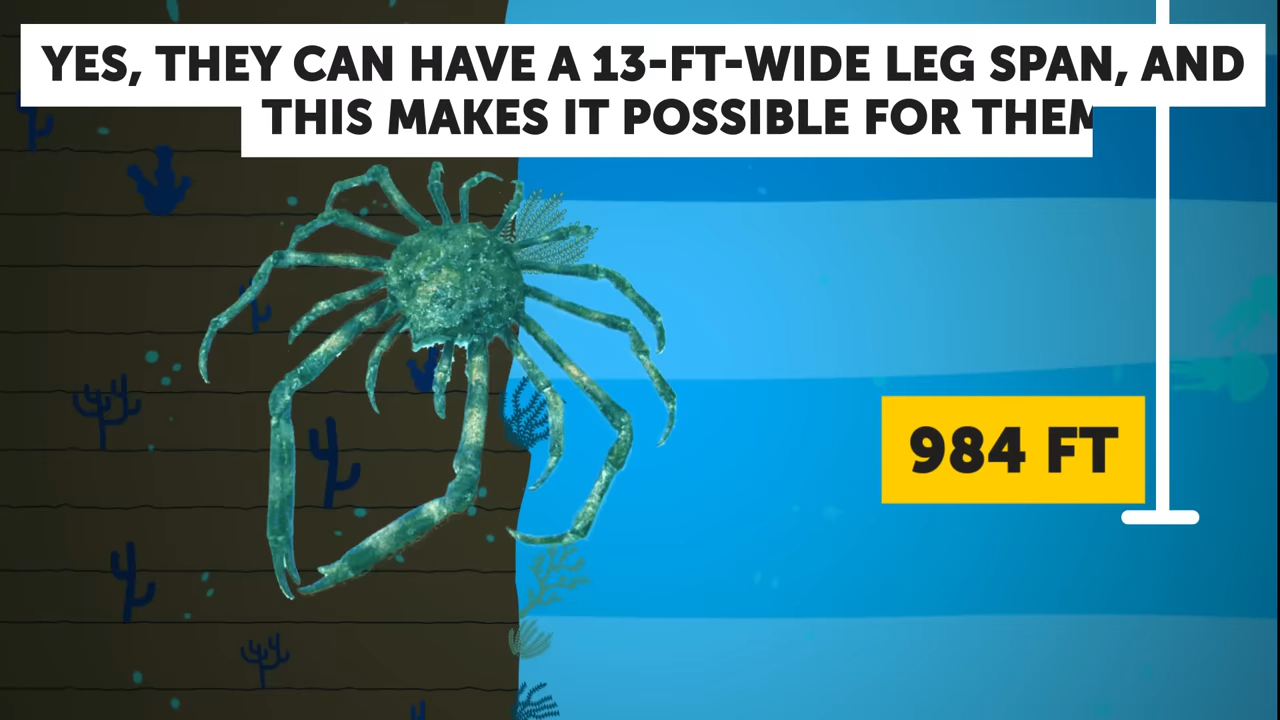 YES, THEY CAN HAVE A 13-FT-WIDE LEG SPAN, AND
THIS MAKES IT POSSIBLE FOR THEM
984 FT